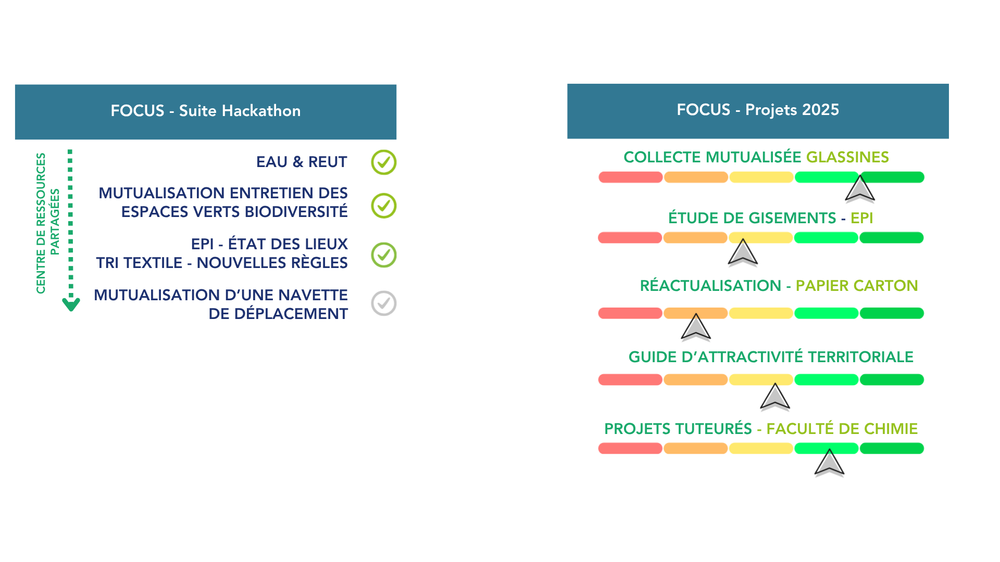 FOCUS - Suite Hackathon
CENTRE DE RESSOURCES
PARTAGÉES
EAU & REUT
MUTUALISATION ENTRETIEN DES
ESPACES VERTS BIODIVERSITÉ
EPI - ÉTAT DES LIEUX
TRI TEXTILE - NOUVELLES RÈGLES
MUTUALISATION D’UNE NAVETTE
DE DÉPLACEMENT
FOCUS - Projets 2025
COLLECTE MUTUALISÉE GLASSINES
ÉTUDE DE GISEMENTS - EPI
RÉACTUALISATION - PAPIER CARTON
GUIDE D’ATTRACTIVITÉ TERRITORIALE
PROJETS TUTEURÉS - FACULTÉ DE CHIMIE